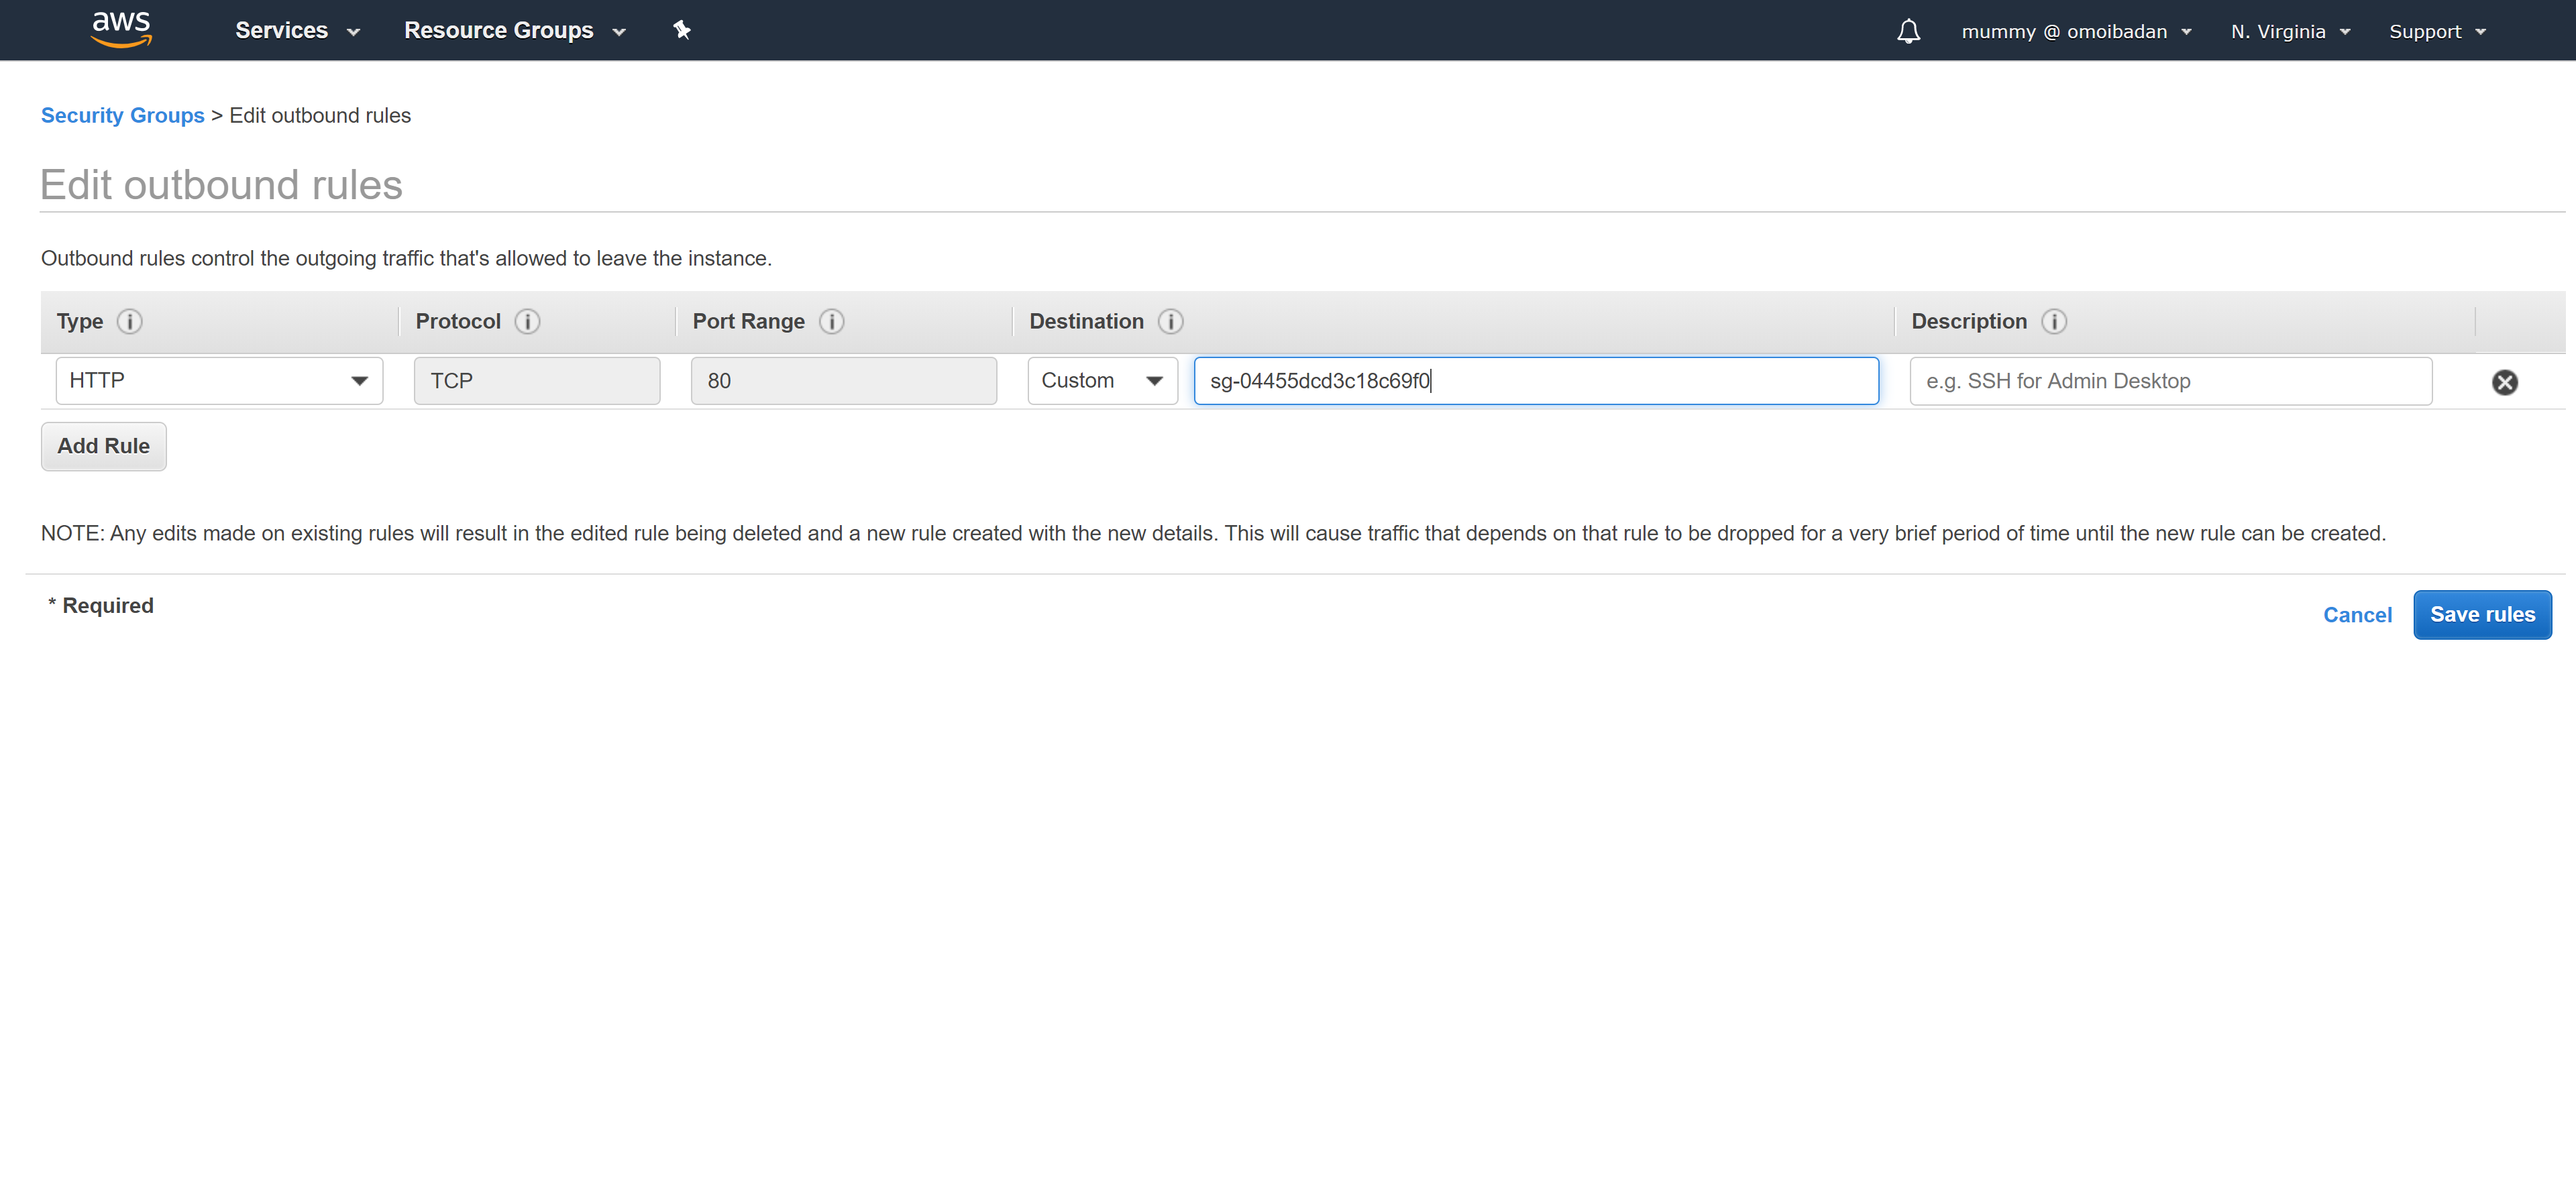 aws Services Resource Groups mummy @ omoibadan N. Virginia Support
Security Groups > Edit outbound rules
Edit outbound rules
Outbound rules control the outgoing traffic that's allowed to leave the instance.
Type Protocol Port Range Destination Description
HTTP TCP 80 Custom sg-04455dcd3c18c69f0 e.g. SSH for Admin Desktop
Add Rule
NOTE: Any edits made on existing rules will result in the edited rule being deleted and a new rule created with the new details. This will cause traffic that depends on that rule to be dropped for a very brief period of time until the new rule can be created.
* Required
Cancel Save rules